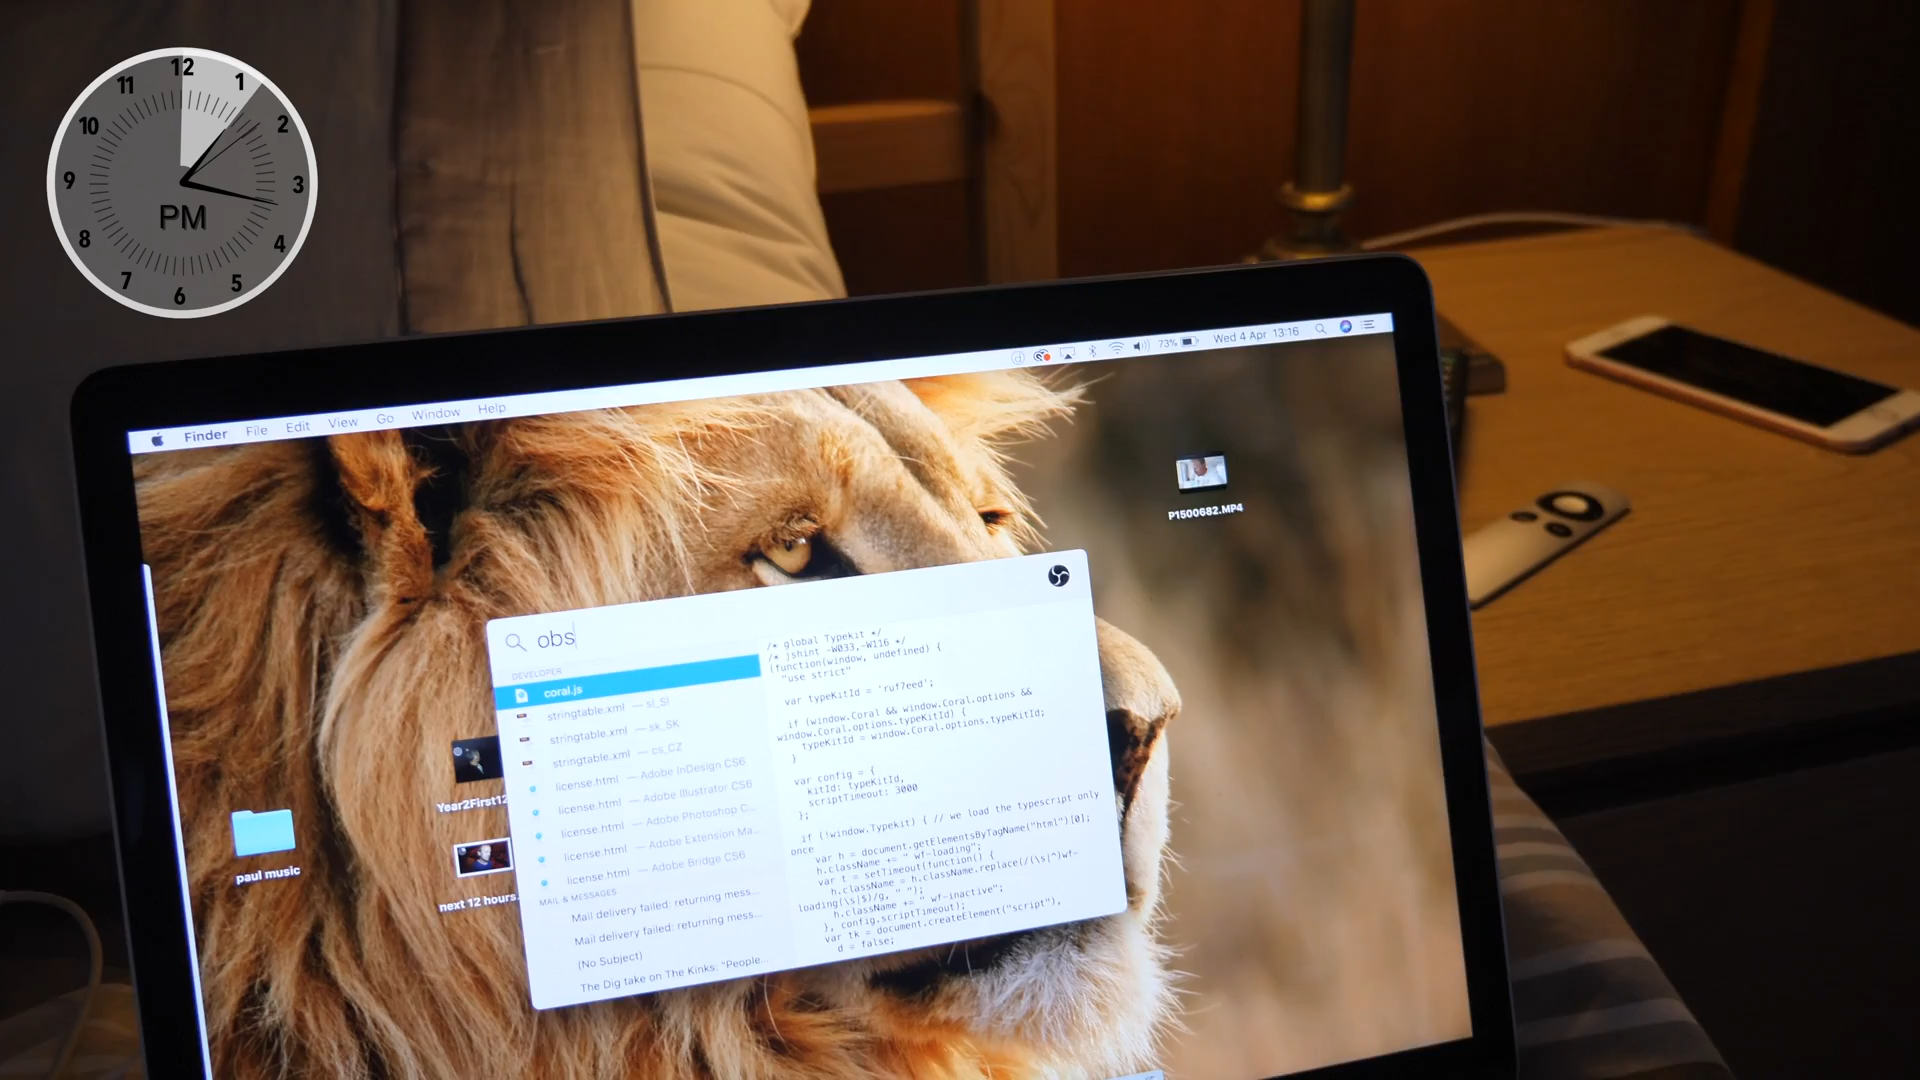 12
1
2
3
4
5
6
7
8
9
10
11
PM
Finder File Edit View Go Window Help
73% Wed 4 Apr 13:16
P1500682.MP4
obs
DEVELOPER
coral.js
stringtable.xml — sl_SI
stringtable.xml — sk_SK
stringtable.xml — cs_CZ
license.html — Adobe InDesign CS6
license.html — Adobe Illustrator CS6
license.html — Adobe Photoshop C...
license.html — Adobe Extension Ma...
license.html — Adobe Bridge CS6
MAIL & MESSAGES
Mail delivery failed: returning mess...
Mail delivery failed: returning mess...
(No Subject)
The Dig take on The Kinks: "People...
/* global Typekit */
/* jshint -W033,-W116 */
(function(window, undefined) {
"use strict"
var typeKitId = 'ruf7eed';
if (window.Coral && window.Coral.options &&
window.Coral.options.typeKitId) {
typeKitId = window.Coral.options.typeKitId;
}
var config = {
kitId: typeKitId,
scriptTimeout: 3000
};
if (!window.Typekit) { // we load the typescript only
once
var h = document.getElementsByTagName("html")[0];
h.className += " wf-loading";
var t = setTimeout(function() {
h.className = h.className.replace(/(\s|^)wf-
loading(\s|$)/g, " ");
h.className += " wf-inactive";
}, config.scriptTimeout);
var tk = document.createElement("script"),
d = false;
Year2First12
next 12 hours.
paul music